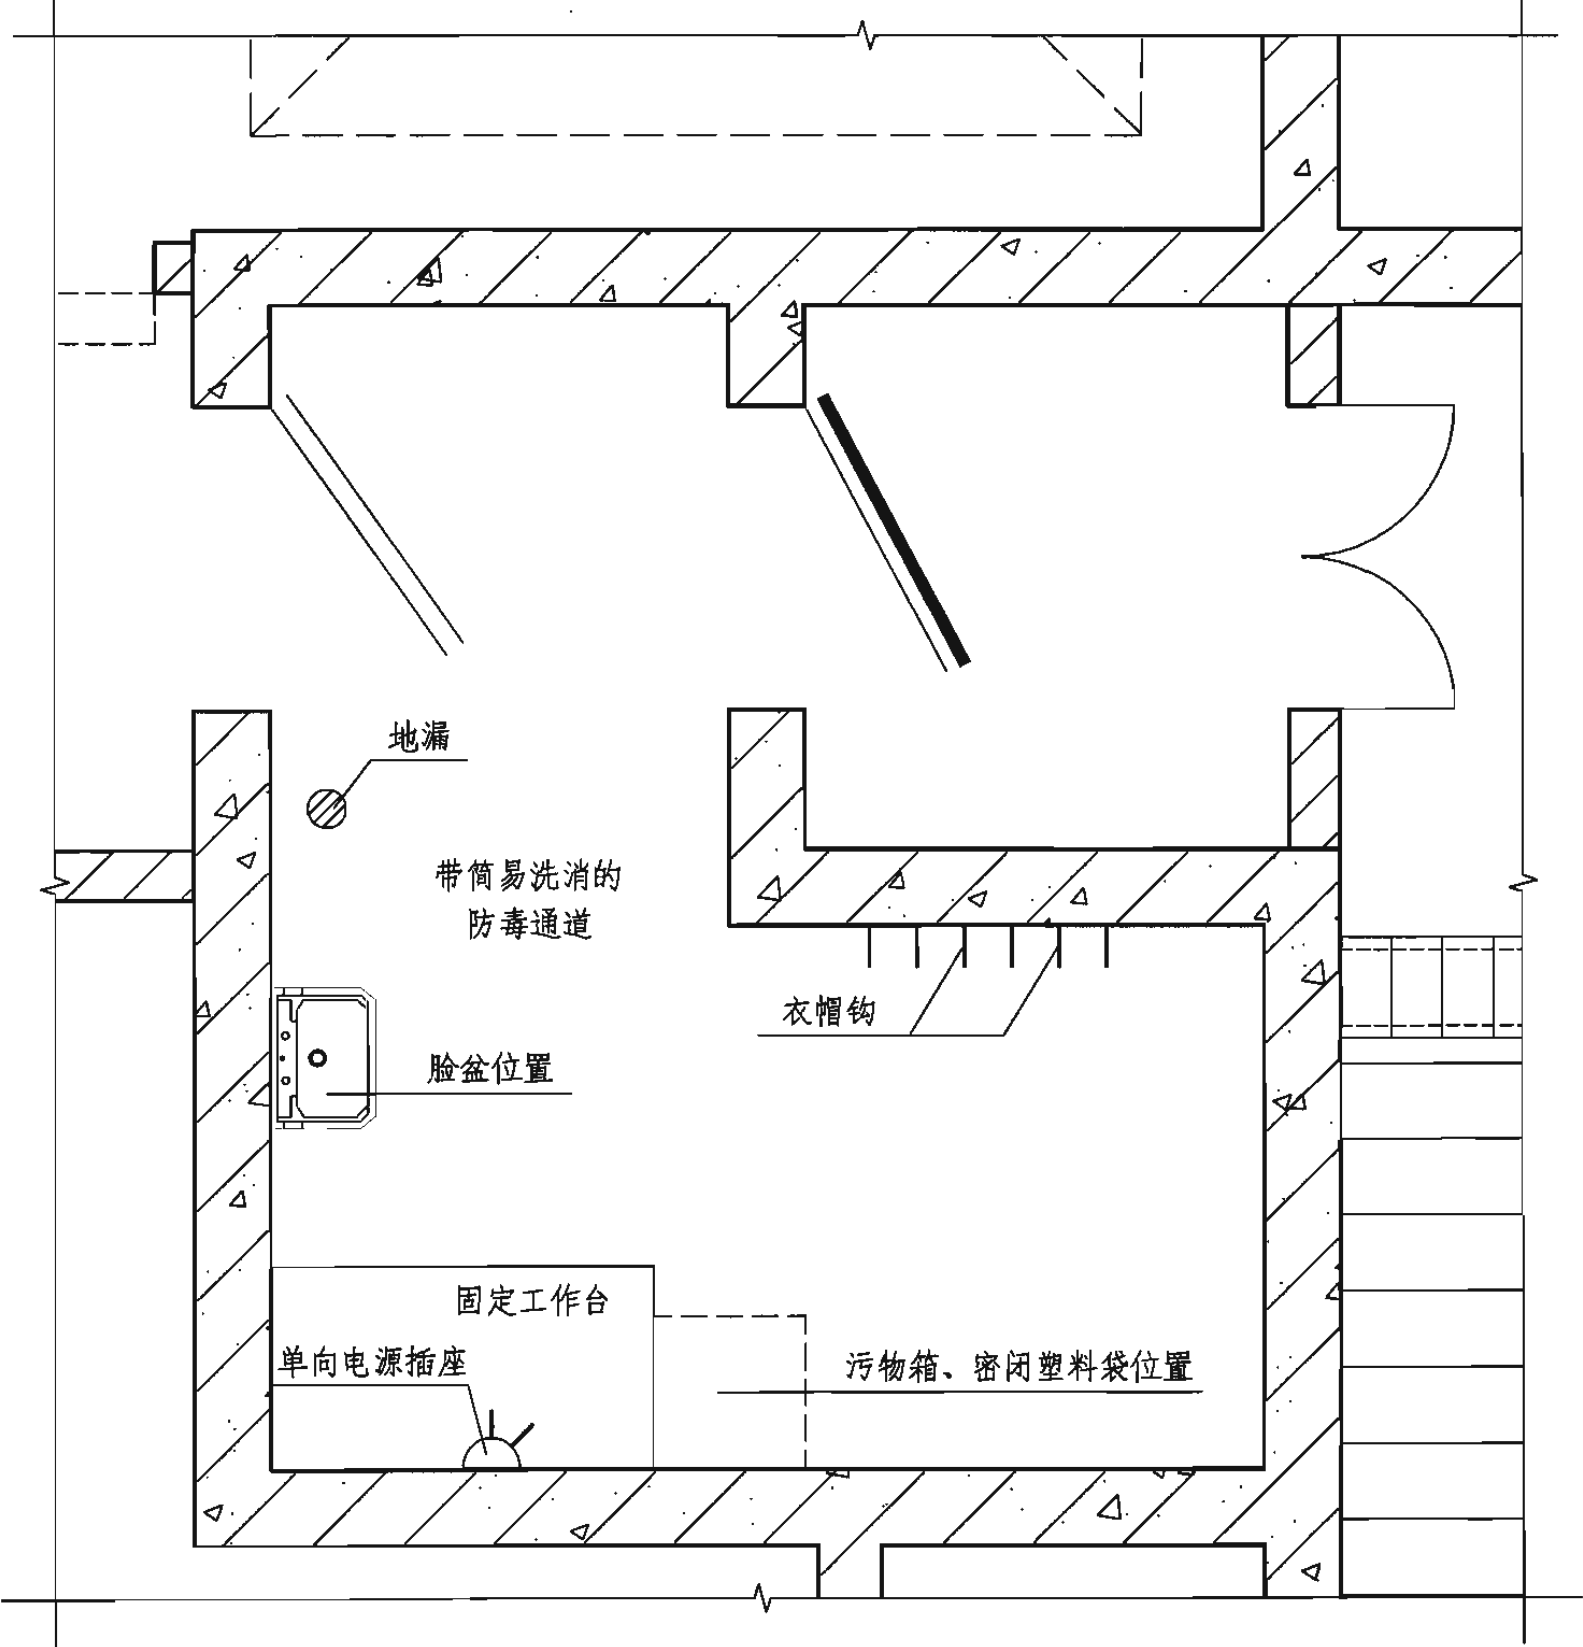 地漏
带简易洗消的
防毒通道
衣帽钩
脸盆位置
固定工作台
单向电源插座
污物箱、密闭塑料袋位置